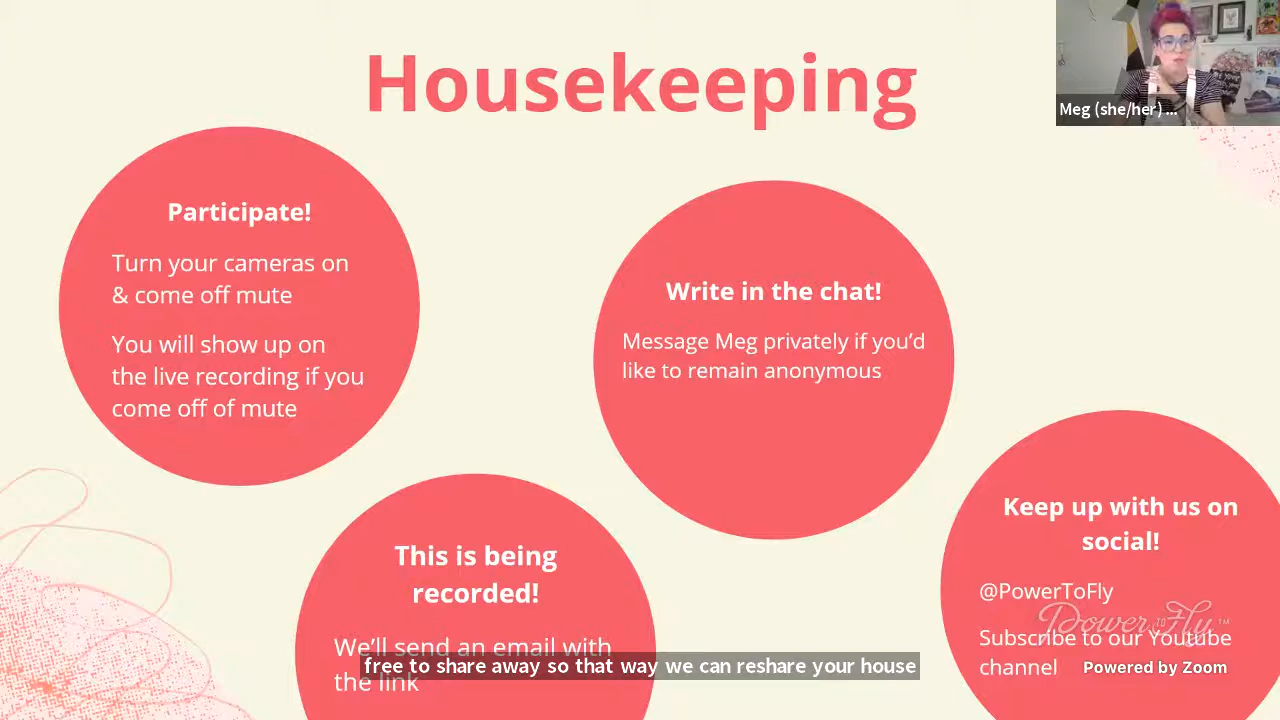 Housekeeping
Meg (she/her) ...
Participate!
Turn your cameras on
& come off mute
You will show up on
the live recording if you
come off of mute
Write in the chat!
Message Meg privately if you’d
like to remain anonymous
This is being
recorded!
We’ll send an email with
the link
Keep up with us on
social!
@PowerToFly
Subscribe to our Youtube
channel
PowerToFly™
free to share away so that way we can reshare your house
Powered by Zoom